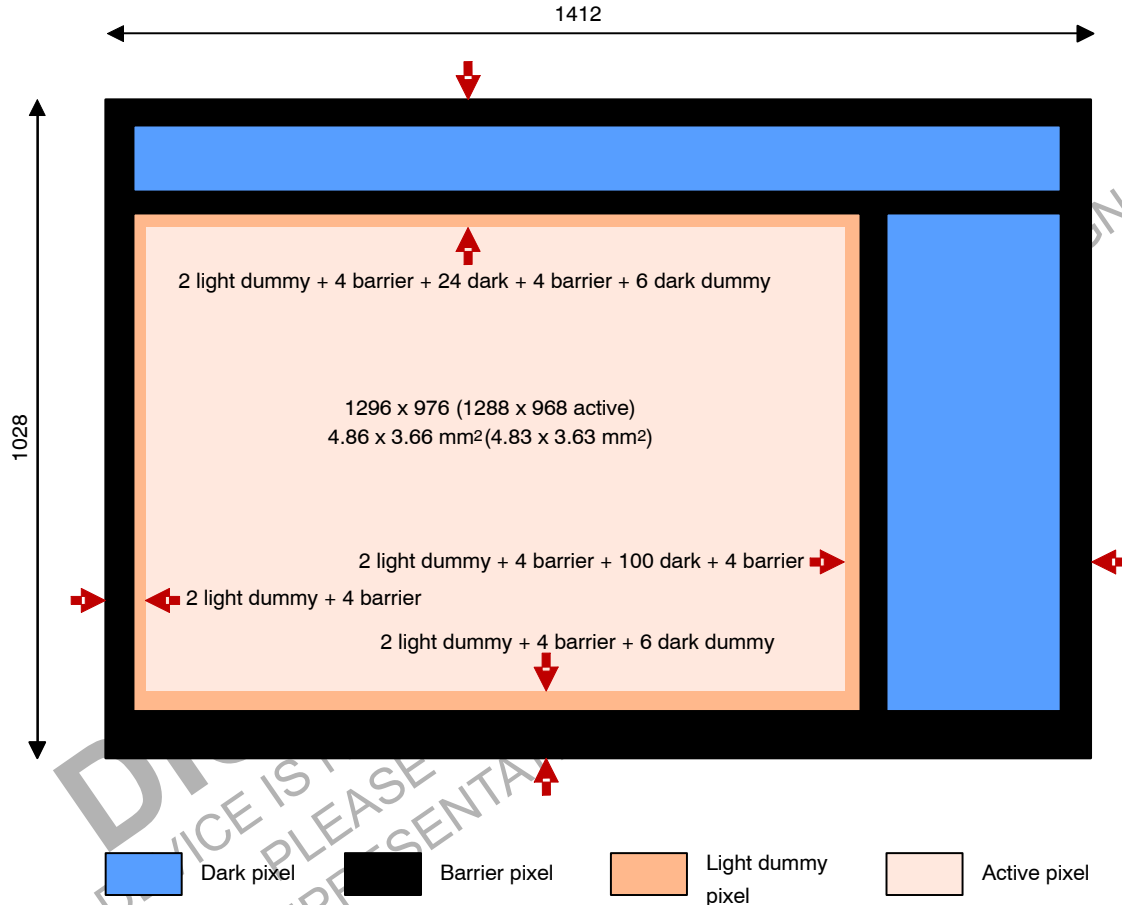 1412
1028
2 light dummy + 4 barrier + 24 dark + 4 barrier + 6 dark dummy
1296 x 976 (1288 x 968 active)
4.86 x 3.66 mm² (4.83 x 3.63 mm²)
2 light dummy + 4 barrier + 100 dark + 4 barrier
2 light dummy + 4 barrier
2 light dummy + 4 barrier + 6 dark dummy
PLEASE
Dark pixel
Barrier pixel
Light dummy
pixel
Active pixel